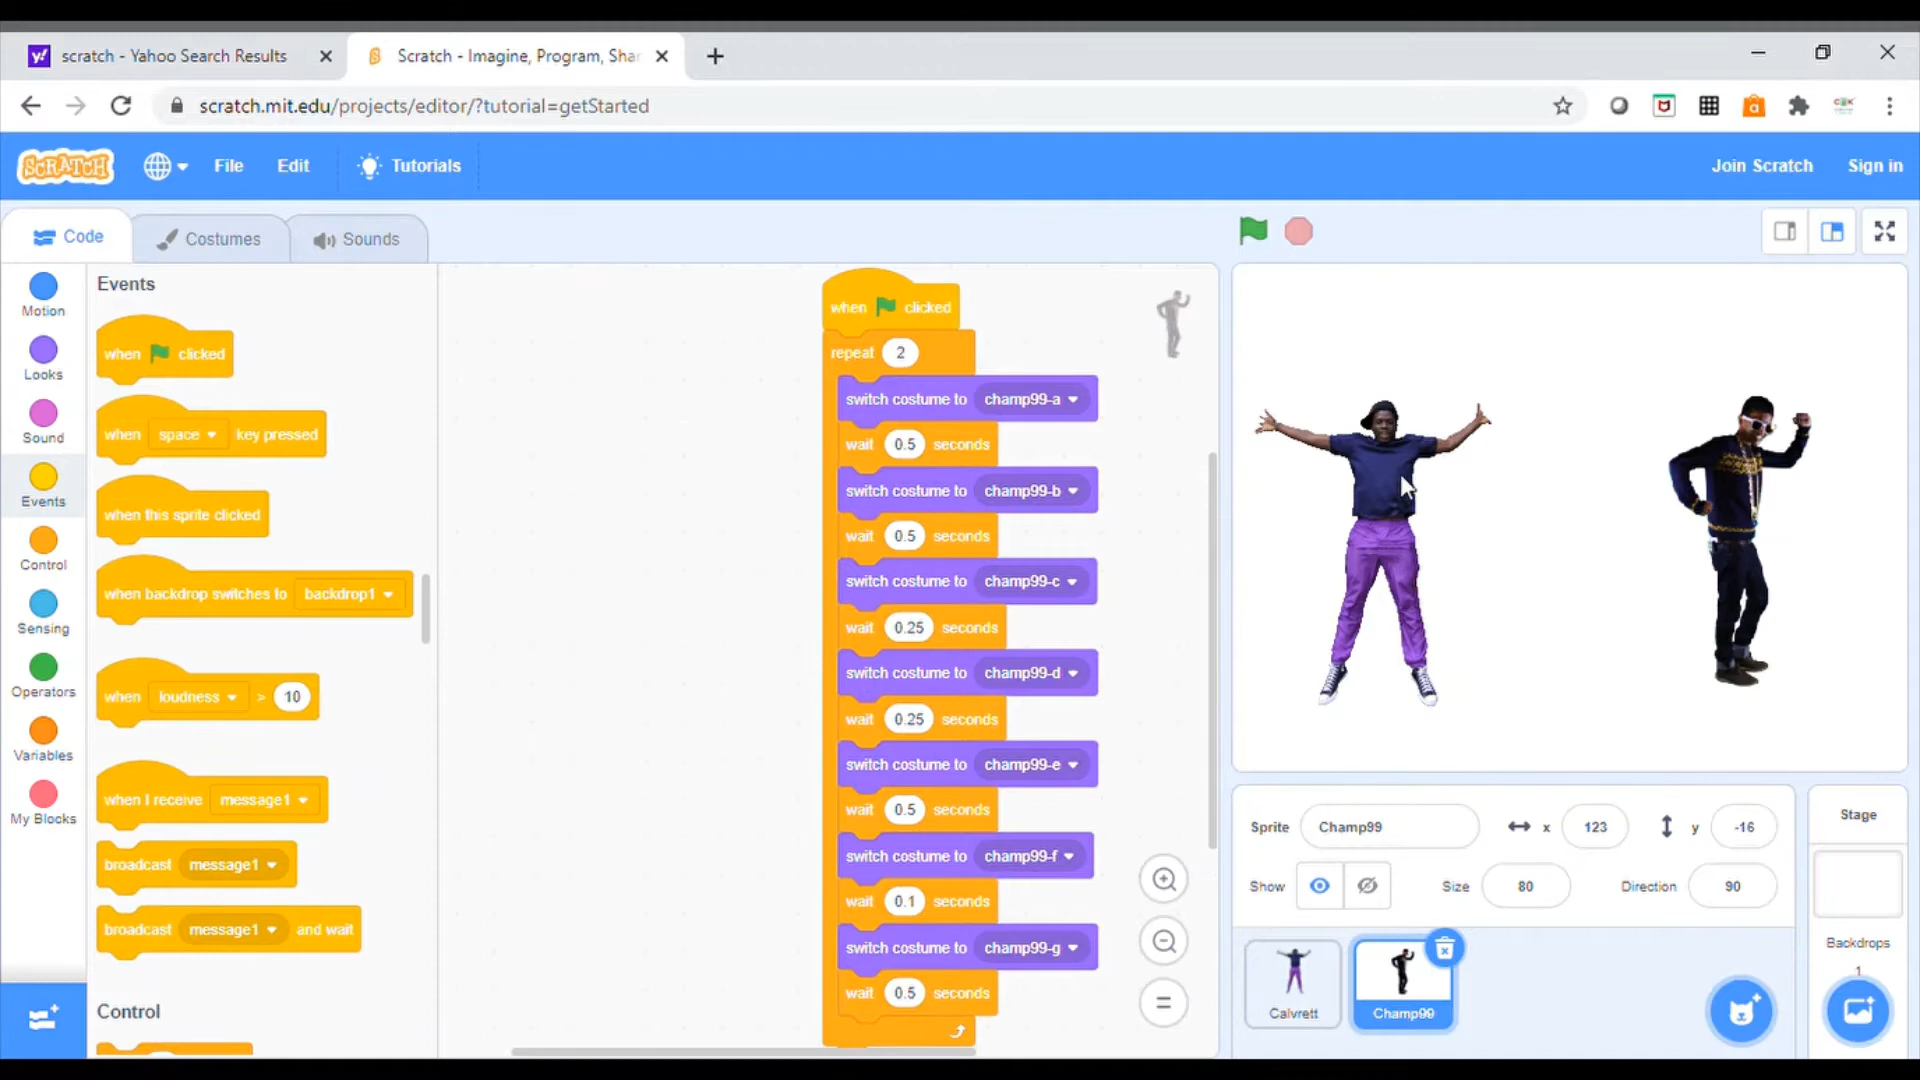 scratch - Yahoo Search Results
Scratch - Imagine, Program, Shar
scratch.mit.edu/projects/editor/?tutorial=getStarted
SCRATCH
File
Edit
Tutorials
Join Scratch
Sign in
Code
Costumes
Sounds
Motion
Looks
Sound
Events
Control
Sensing
Operators
Variables
My Blocks
Events
when clicked
when space key pressed
when this sprite clicked
when backdrop switches to backdrop1
when loudness > 10
when I receive message1
broadcast message1
broadcast message1 and wait
Control
when clicked
repeat 2
switch costume to champ99-a
wait 0.5 seconds
switch costume to champ99-b
wait 0.5 seconds
switch costume to champ99-c
wait 0.25 seconds
switch costume to champ99-d
wait 0.25 seconds
switch costume to champ99-e
wait 0.5 seconds
switch costume to champ99-f
wait 0.1 seconds
switch costume to champ99-g
wait 0.5 seconds
Sprite Champ99 x 123 y -16
Show Size 80 Direction 90
Calvrett
Champ99
Stage
Backdrops
1